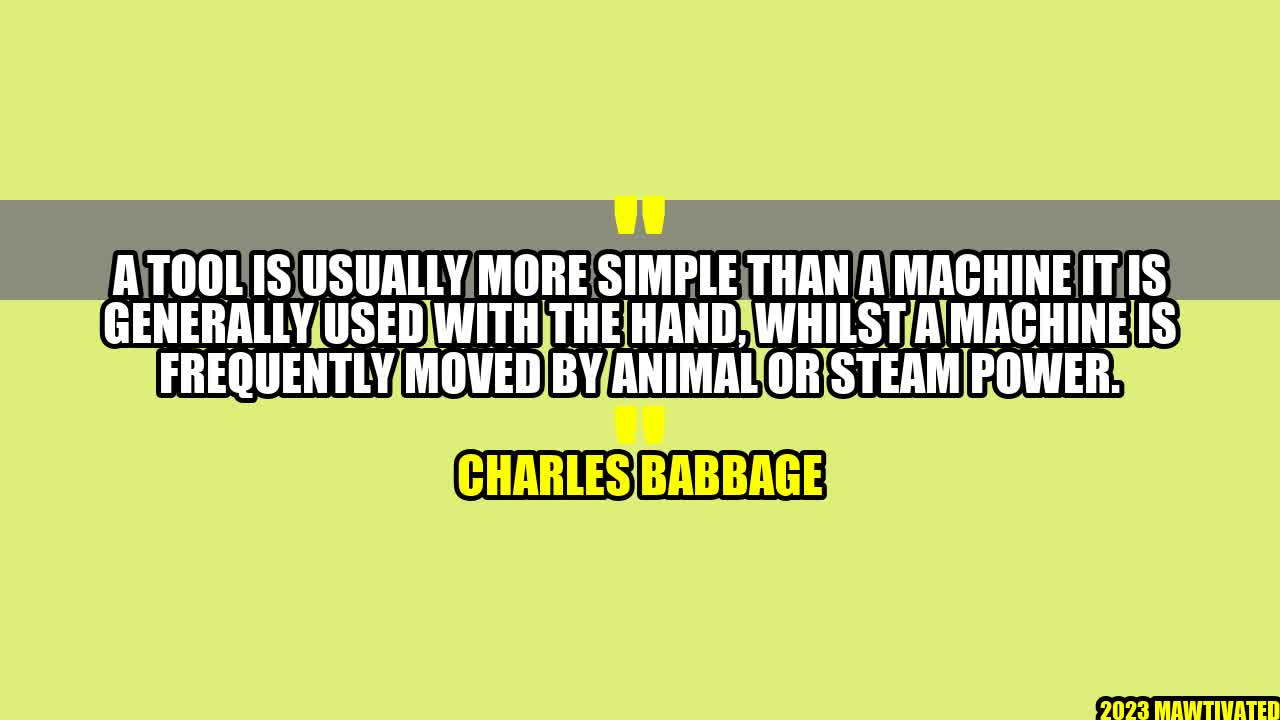 "
A TOOL IS USUALLY MORE SIMPLE THAN A MACHINE IT IS
GENERALLY USED WITH THE HAND, WHILST A MACHINE IS
FREQUENTLY MOVED BY ANIMAL OR STEAM POWER.
"
CHARLES BABBAGE
2023 MAWTIVATED